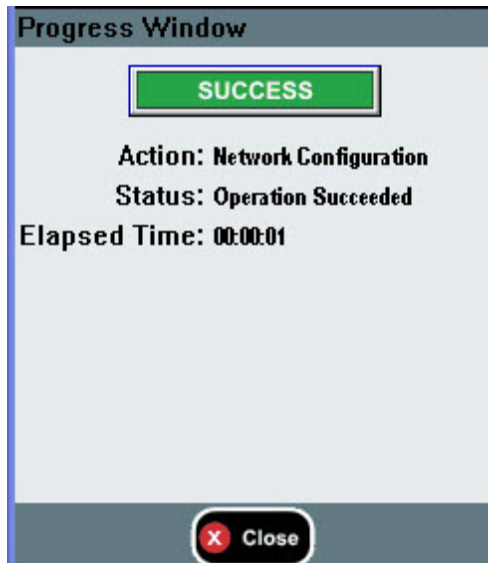 Progress Window
SUCCESS
Action: Network Configuration
Status: Operation Succeeded
Elapsed Time: 00:00:01
X Close